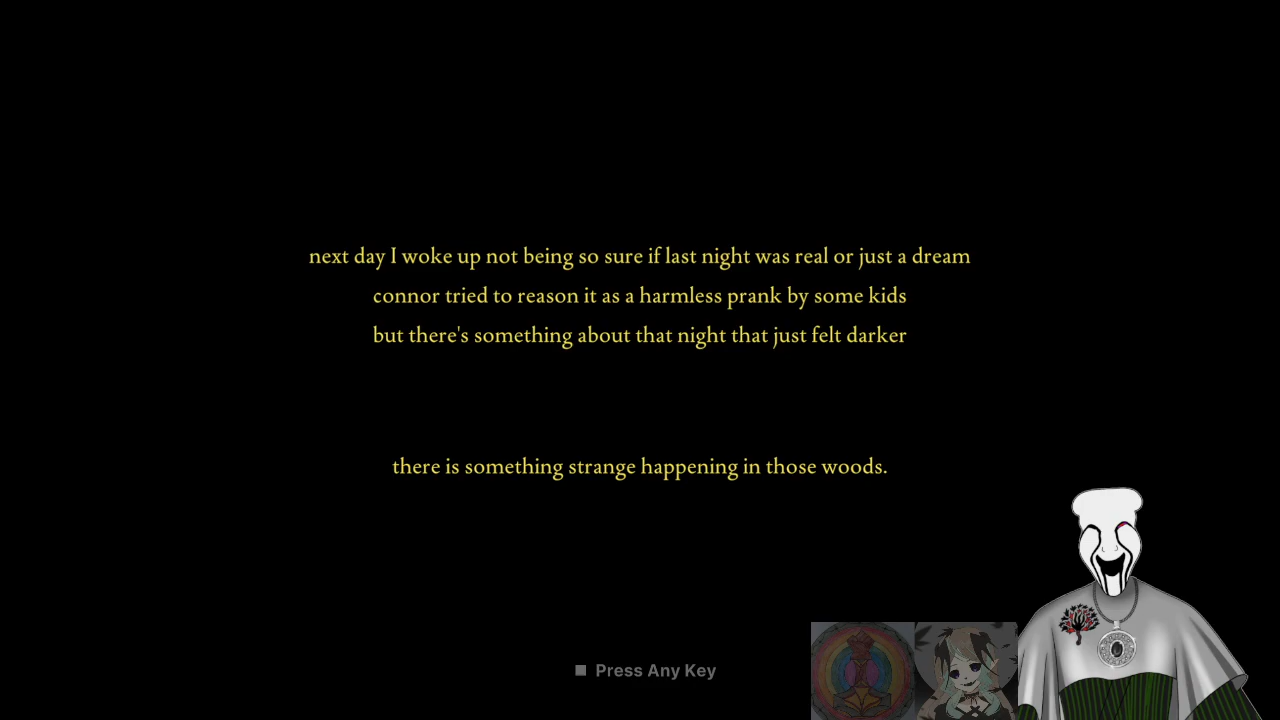 next day I woke up not being so sure if last night was real or just a dream
connor tried to reason it as a harmless prank by some kids
but there's something about that night that just felt darker
there is something strange happening in those woods.
Press Any Key